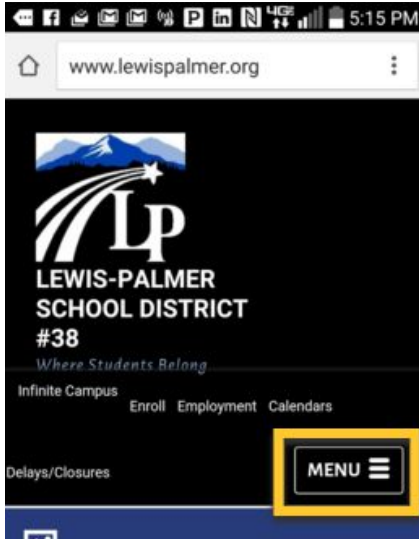 4GE 5:15 PM
www.lewispalmer.org
LP
LEWIS-PALMER
SCHOOL DISTRICT
#38
Where Students Belong
Infinite Campus
Enroll Employment Calendars
Delays/Closures
MENU